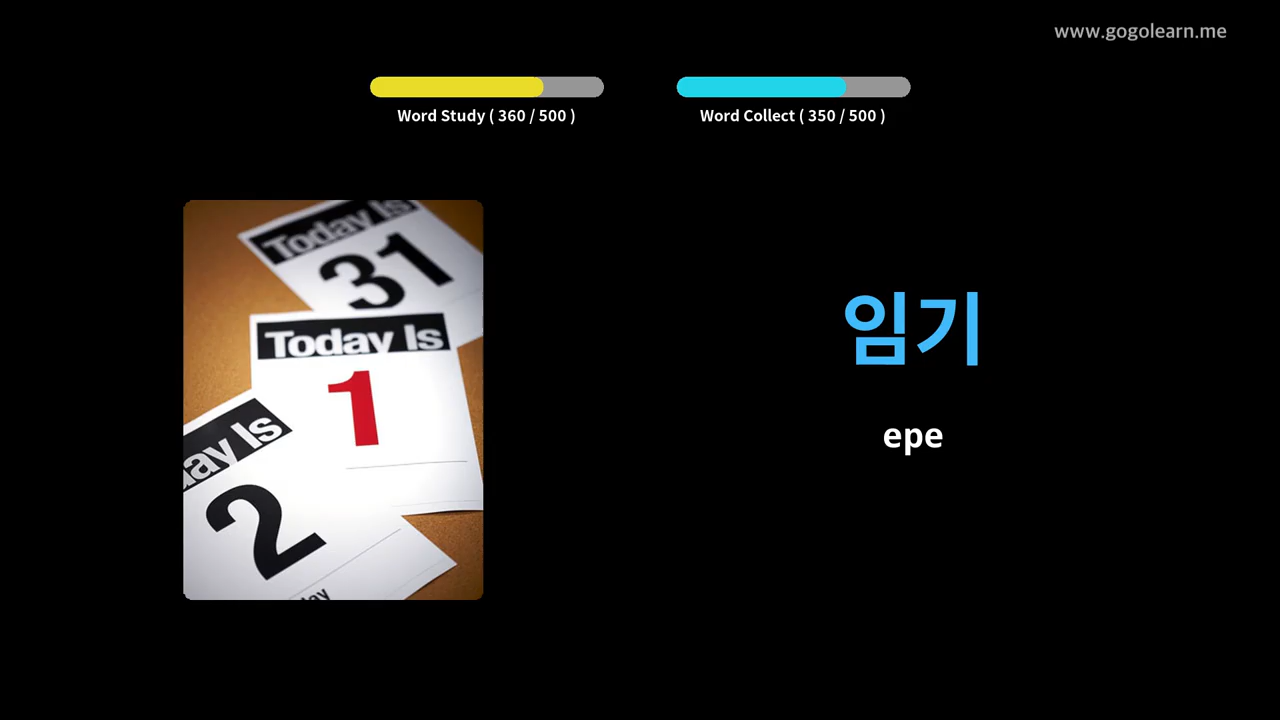 www.gogolearn.me
Word Study ( 360 / 500 )
Word Collect ( 350 / 500 )
Today Is
31
Today Is
1
ay Is
2
임기
epe